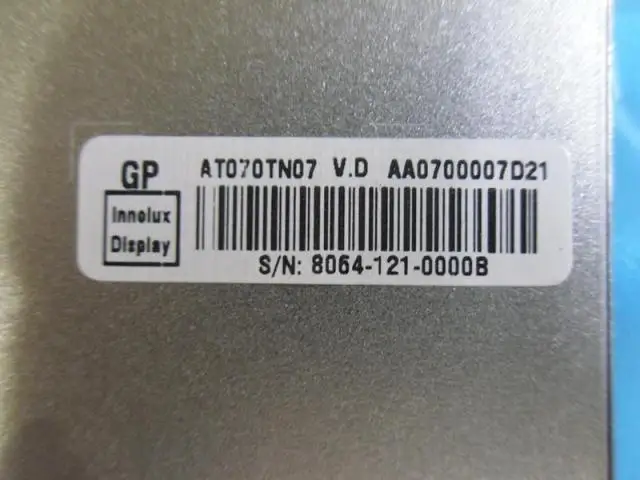 GP
Innolux
Display
AT070TN07 V.D AA0700007D21
S/N: 8064-121-0000B